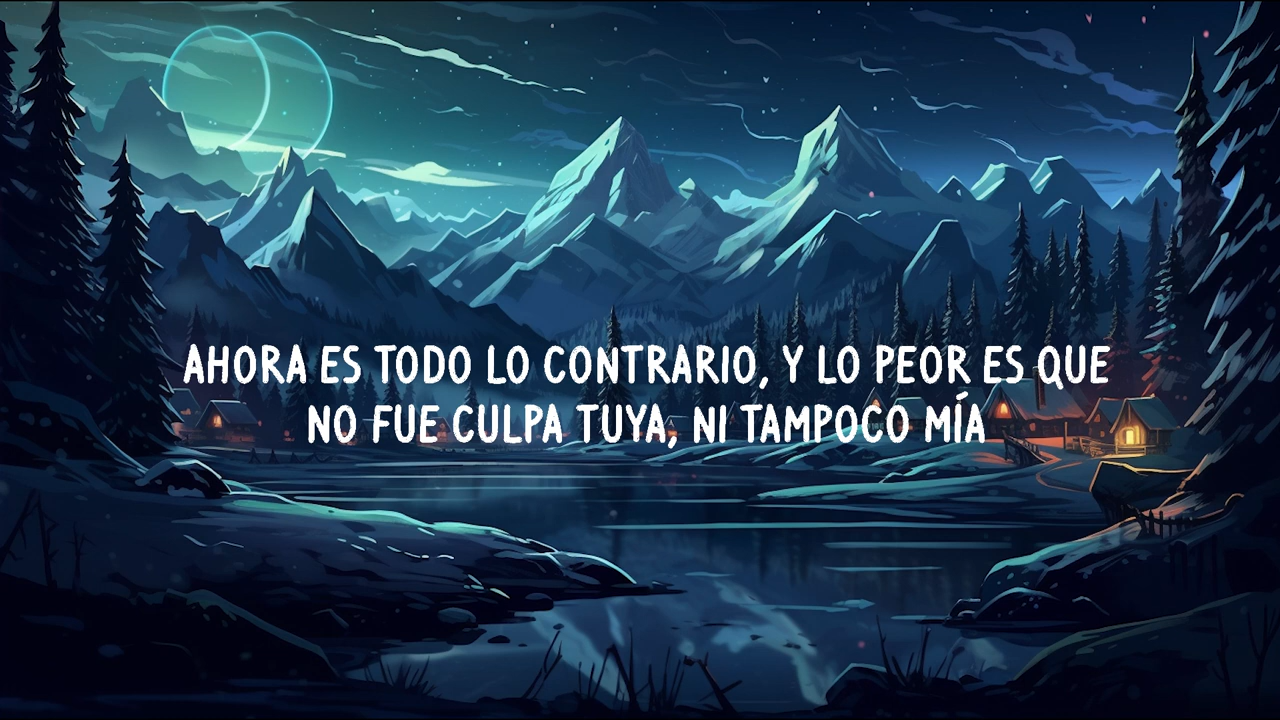 AHORA ES TODO LO CONTRARIO, Y LO PEOR ES QUE
NO FUE CULPA TUYA, NI TAMPOCO MÍA